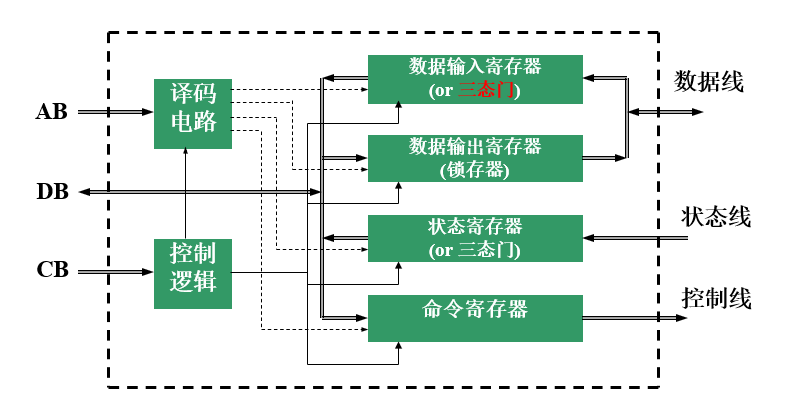 数据输入寄存器
(or 三态门)
数据线
译码
电路
AB
数据输出寄存器
(锁存器)
DB
状态寄存器
(or 三态门)
状态线
控制
逻辑
CB
命令寄存器
控制线